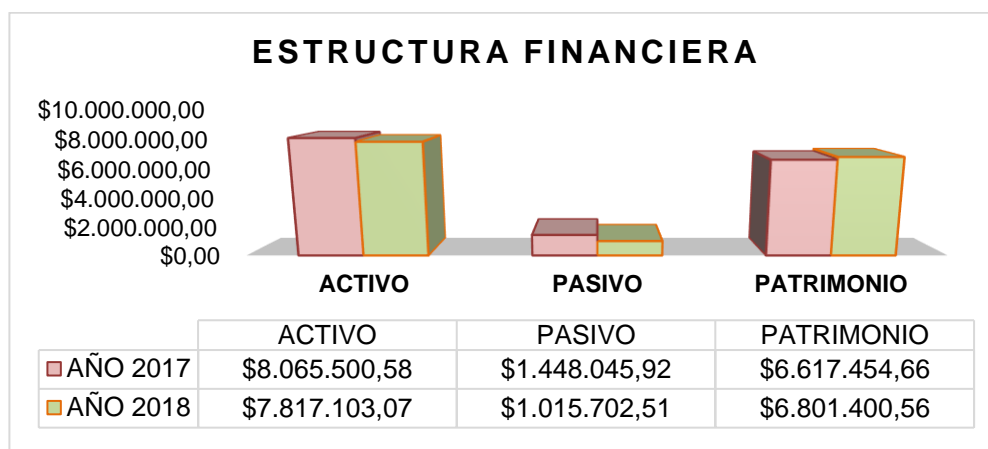 ESTRUCTURA FINANCIERA
$10.000.000,00
$8.000.000,00
$6.000.000,00
$4.000.000,00
$2.000.000,00
$0,00
ACTIVO PASIVO PATRIMONIO
ACTIVO PASIVO PATRIMONIO
AÑO 2017 $8.065.500,58 $1.448.045,92 $6.617.454,66
AÑO 2018 $7.817.103,07 $1.015.702,51 $6.801.400,56